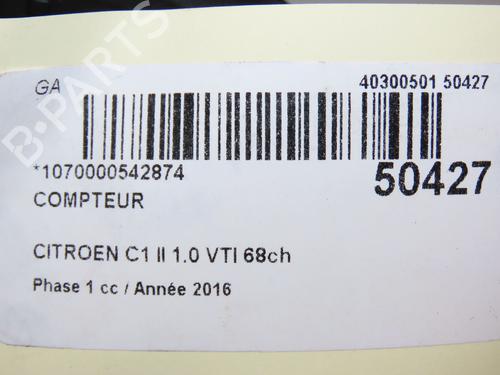 B-PARTS
GA
40300501 50427
*1070000542874
50427
COMPTEUR
CITROEN C1 II 1.0 VTI 68ch
Phase 1 cc / Année 2016